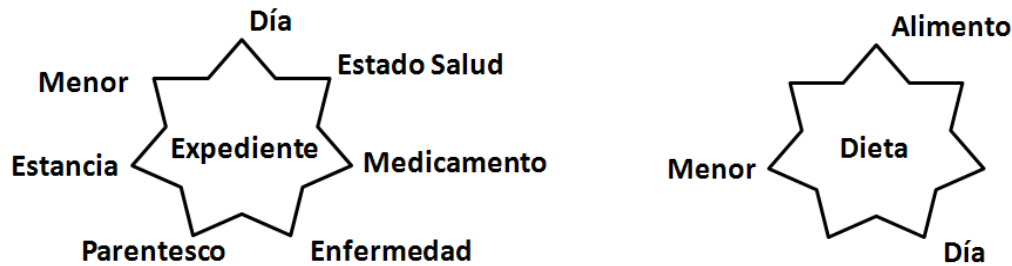 Día
Menor
Estado Salud
Estancia
Expediente
Medicamento
Parentesco
Enfermedad
Alimento
Menor
Dieta
Día